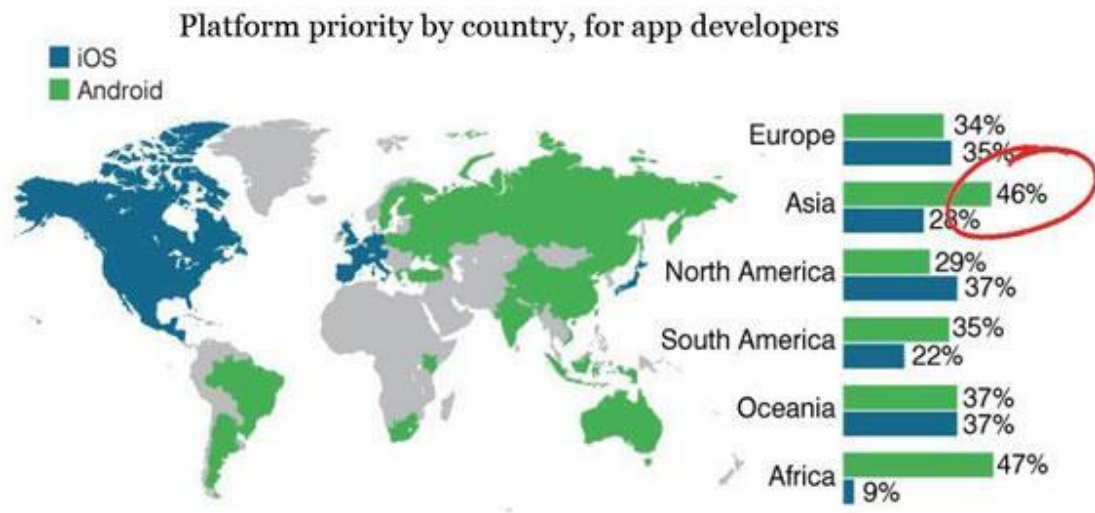 Platform priority by country, for app developers
iOS
Android
Europe
34%
35%
Asia
46%
28%
North America
29%
37%
South America
35%
22%
Oceania
37%
37%
Africa
47%
9%